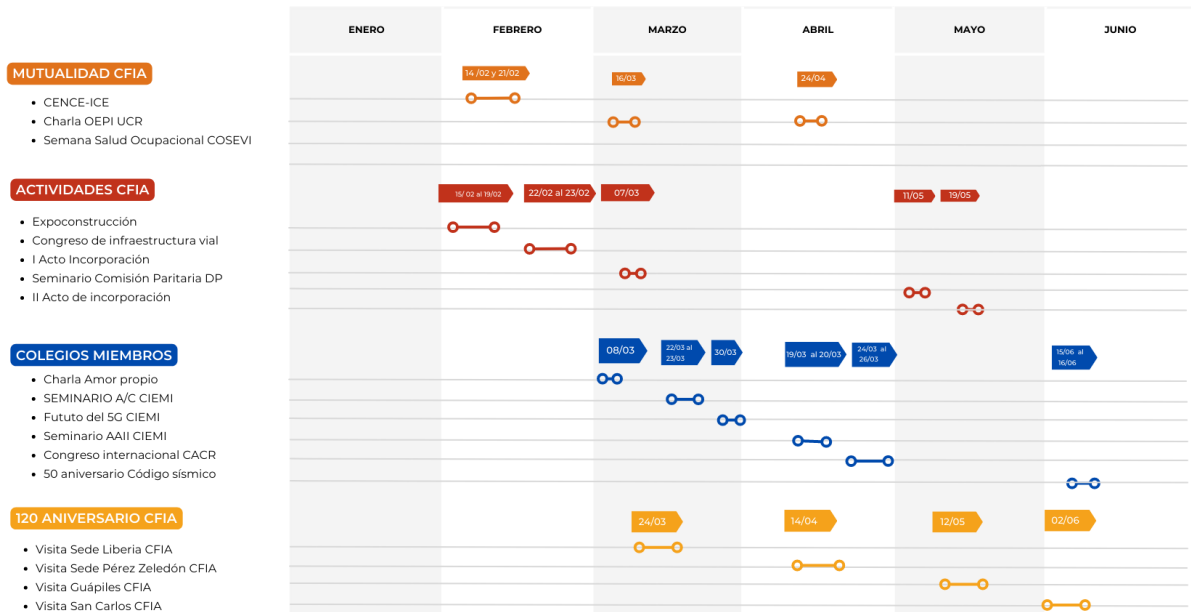 ENERO FEBRERO MARZO ABRIL MAYO JUNIO
MUTUALIDAD CFIA
14 /02 y 21/02 16/03 24/04
CENCE-ICE
Charla OEPI UCR
Semana Salud Ocupacional COSEVI
ACTIVIDADES CFIA
15/ 02 al 19/02 22/02 al 23/02 07/03 11/05 19/05
Expoconstrucción
Congreso de infraestructura vial
I Acto Incorporación
Seminario Comisión Paritaria DP
II Acto de incorporación
COLEGIOS MIEMBROS
08/03
22/03 al
23/03
30/03
19/03 al 20/03
24/03 al
26/03
15/06 al
16/06
Charla Amor propio
SEMINARIO A/C CIEMI
Fututo del 5G CIEMI
Seminario AAII CIEMI
Congreso internacional CACR
50 aniversario Código sísmico
120 ANIVERSARIO CFIA
24/03 14/04 12/05 02/06
Visita Sede Liberia CFIA
Visita Sede Pérez Zeledón CFIA
Visita Guápiles CFIA
Visita San Carlos CFIA